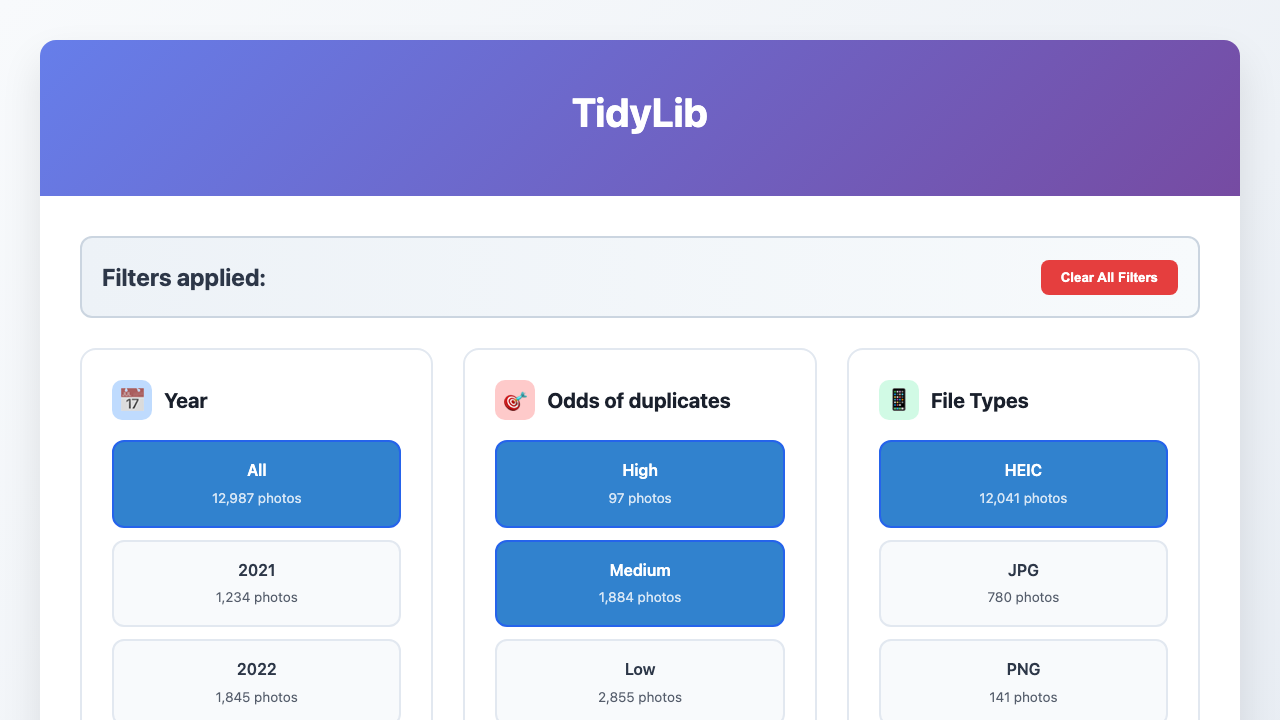 TidyLib
Filters applied:
Clear All Filters
17
Year
All
12,987 photos
2021
1,234 photos
2022
1,845 photos
Odds of duplicates
High
97 photos
Medium
1,884 photos
Low
2,855 photos
File Types
HEIC
12,041 photos
JPG
780 photos
PNG
141 photos